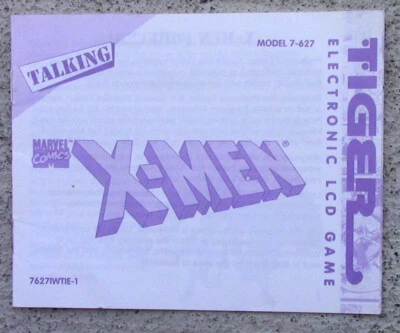 TALKING
MODEL 7-627
TIGER
ELECTRONIC LCD GAME
MARVEL
COMICS
X-MEN®
7627IWTIE-1